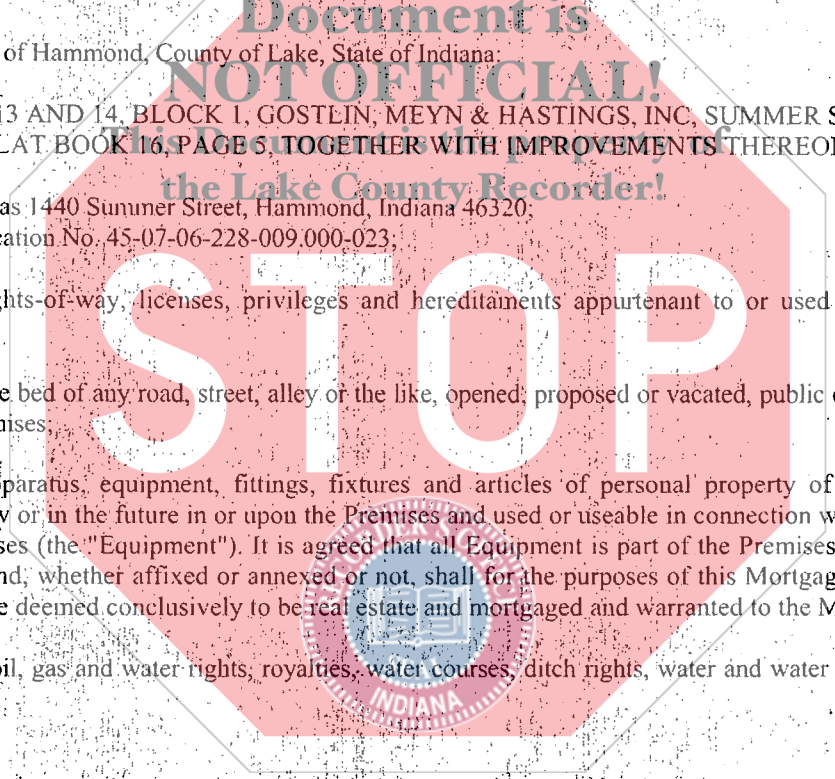 Document is
of Hammond, County of Lake, State of Indiana:
NOT OFFICIAL!
13 AND 14, BLOCK 1, GOSTLIN, MEYN & HASTINGS, INC, SUMMER S
LAT BOOK 16, PAGE 5, TOGETHER WITH IMPROVEMENTS THEREON
This Document is the property of
the Lake County Recorder!
as 1440 Summer Street, Hammond, Indiana 46320;
cation No. 45-07-06-228-009.000-023;
ghts-of-way, licenses, privileges and hereditaments appurtenant to or used
STOP
e bed of any road, street, alley or the like, opened, proposed or vacated, public
nises;
paratus, equipment, fittings, fixtures and articles of personal property of
w or in the future in or upon the Premises and used or useable in connection w
ses (the "Equipment"). It is agreed that all Equipment is part of the Premises
nd, whether affixed or annexed or not, shall for the purposes of this Mortgag
e deemed conclusively to be real estate and mortgaged and warranted to the M
RECORDER'S OFFICE
oil, gas and water rights, royalties, water courses, ditch rights, water and water
INDIANA